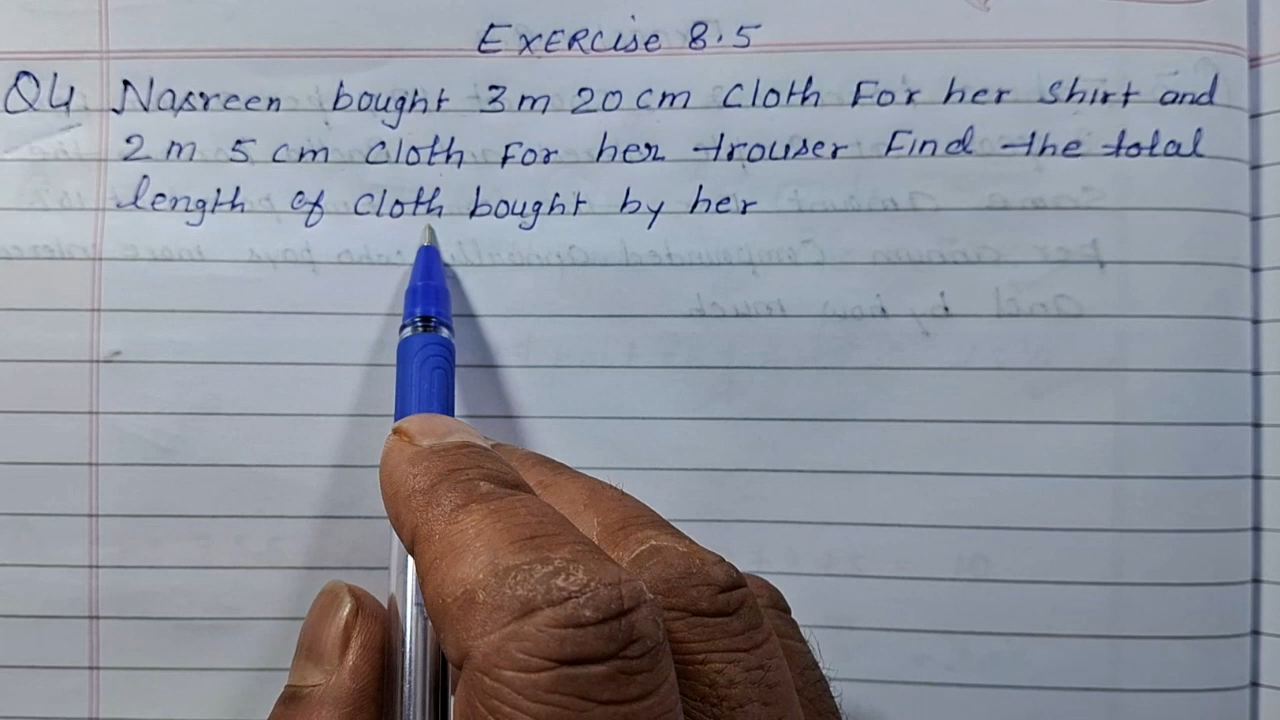 Exercise 8.5
Q4 Nasreen bought 3m 20cm cloth For her shirt and
2m 5cm cloth For her trouser Find the total
length of cloth bought by her